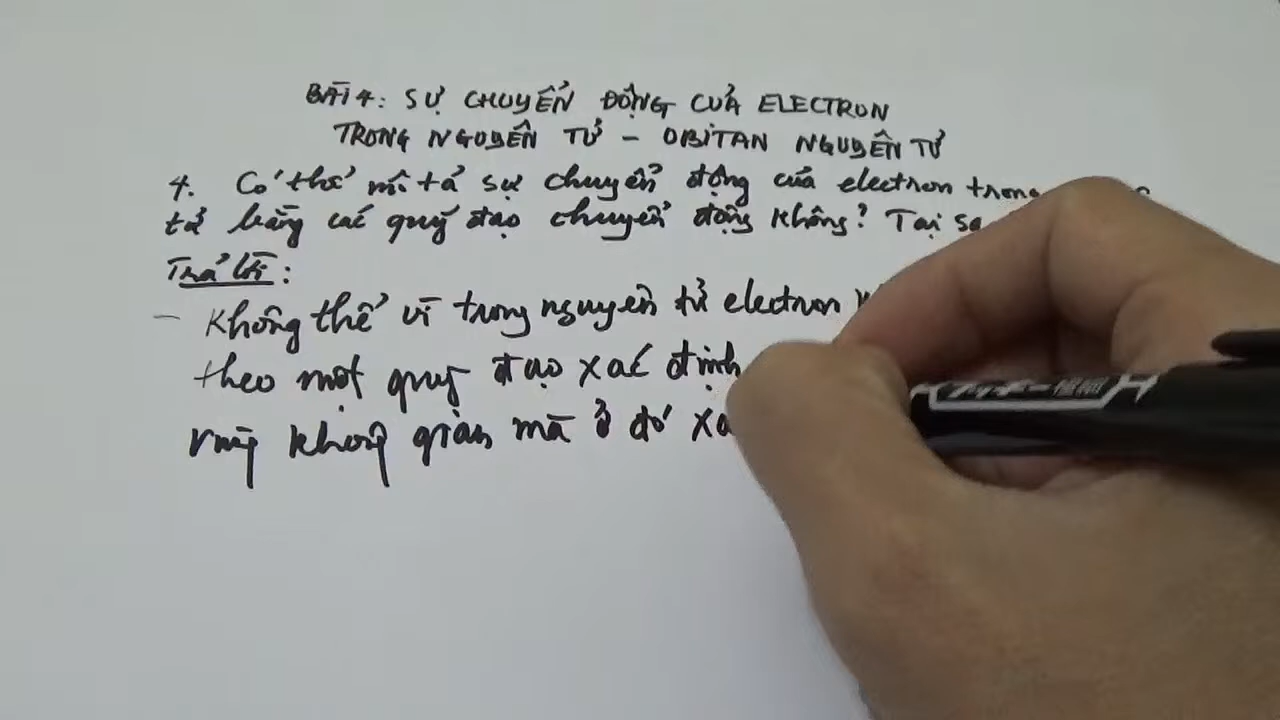 BÀI 4: SỰ CHUYỂN ĐỘNG CỦA ELECTRON
TRONG NGUYÊN TỬ - OBITAN NGUYÊN TỬ
4. Có thể mô tả sự chuyển động của electron trong
tử bằng các quỹ đạo chuyển động không? Tại
Trả lời:
- Không thể vì trong nguyên tử electron
theo một quỹ đạo xác định
vùng không gian mà ở đó